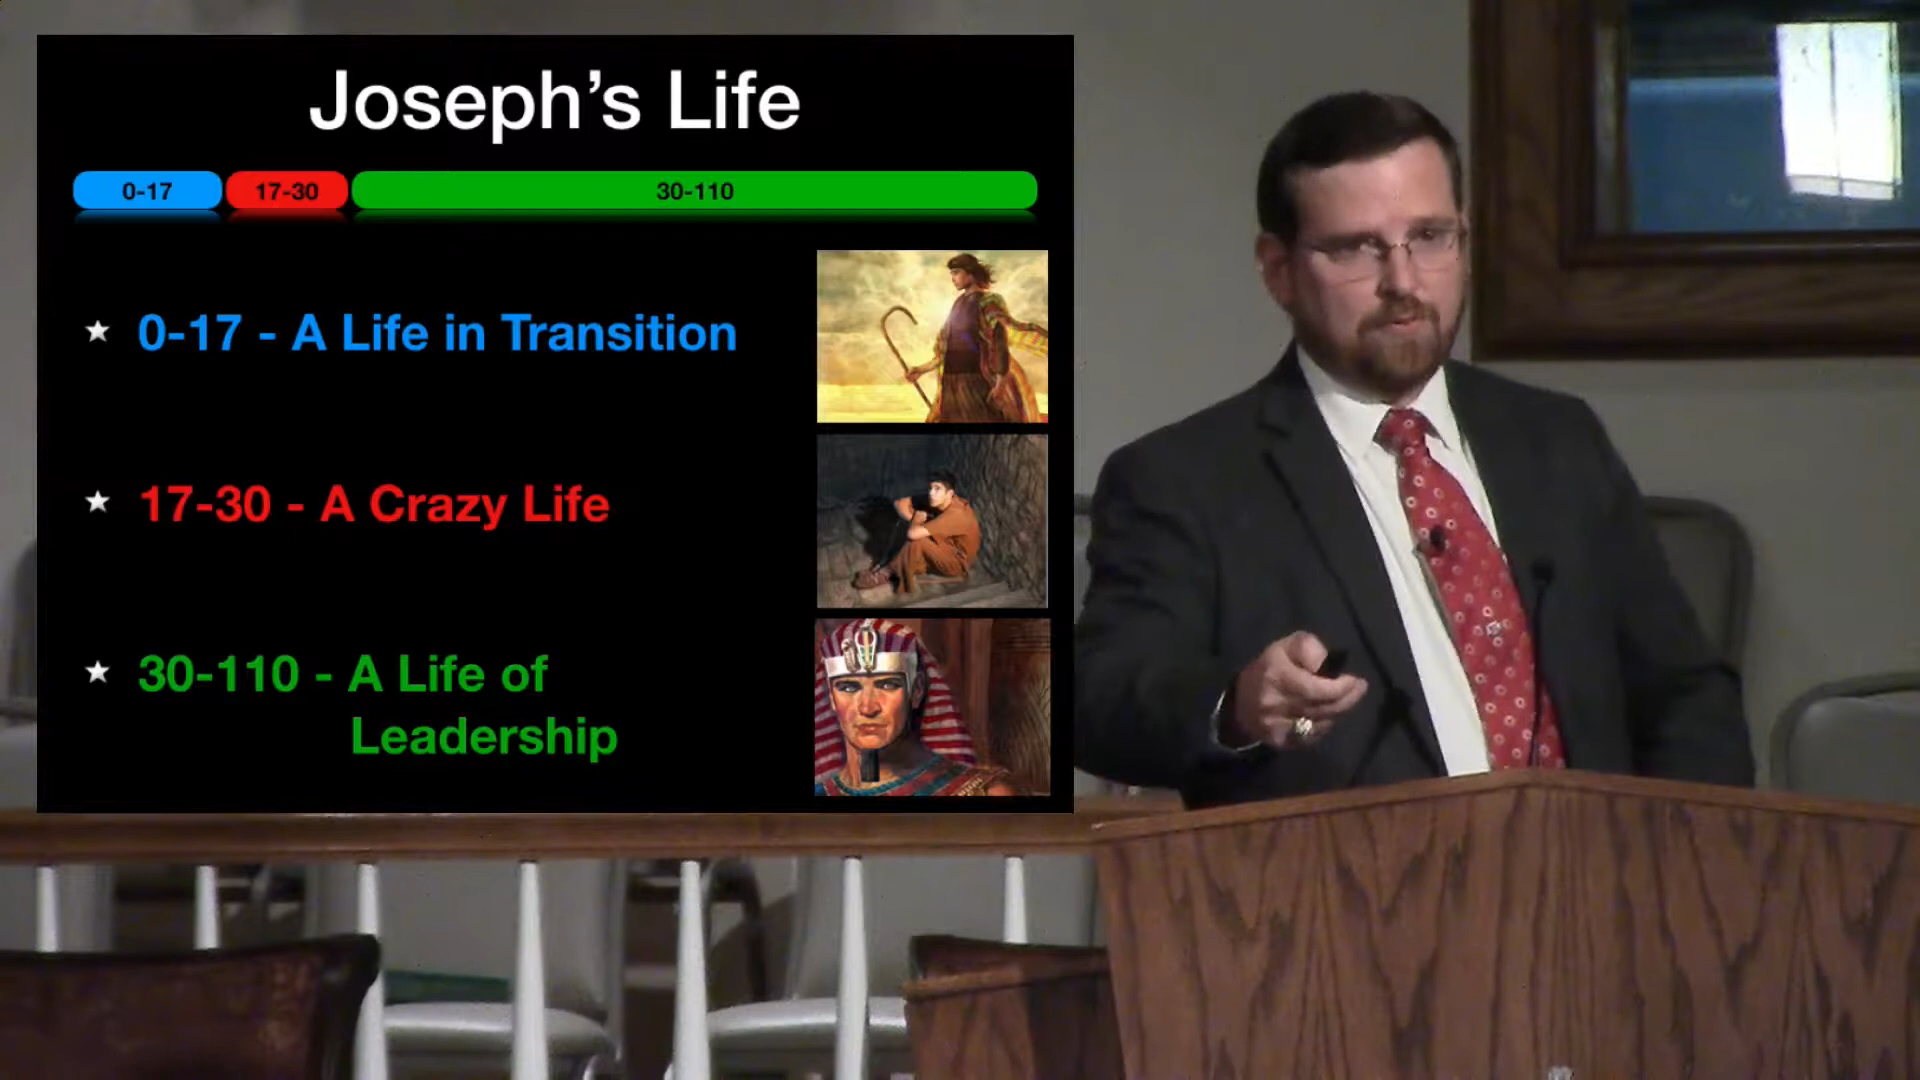 Joseph’s Life
0-17 17-30 30-110
0-17 - A Life in Transition
17-30 - A Crazy Life
30-110 - A Life of
Leadership